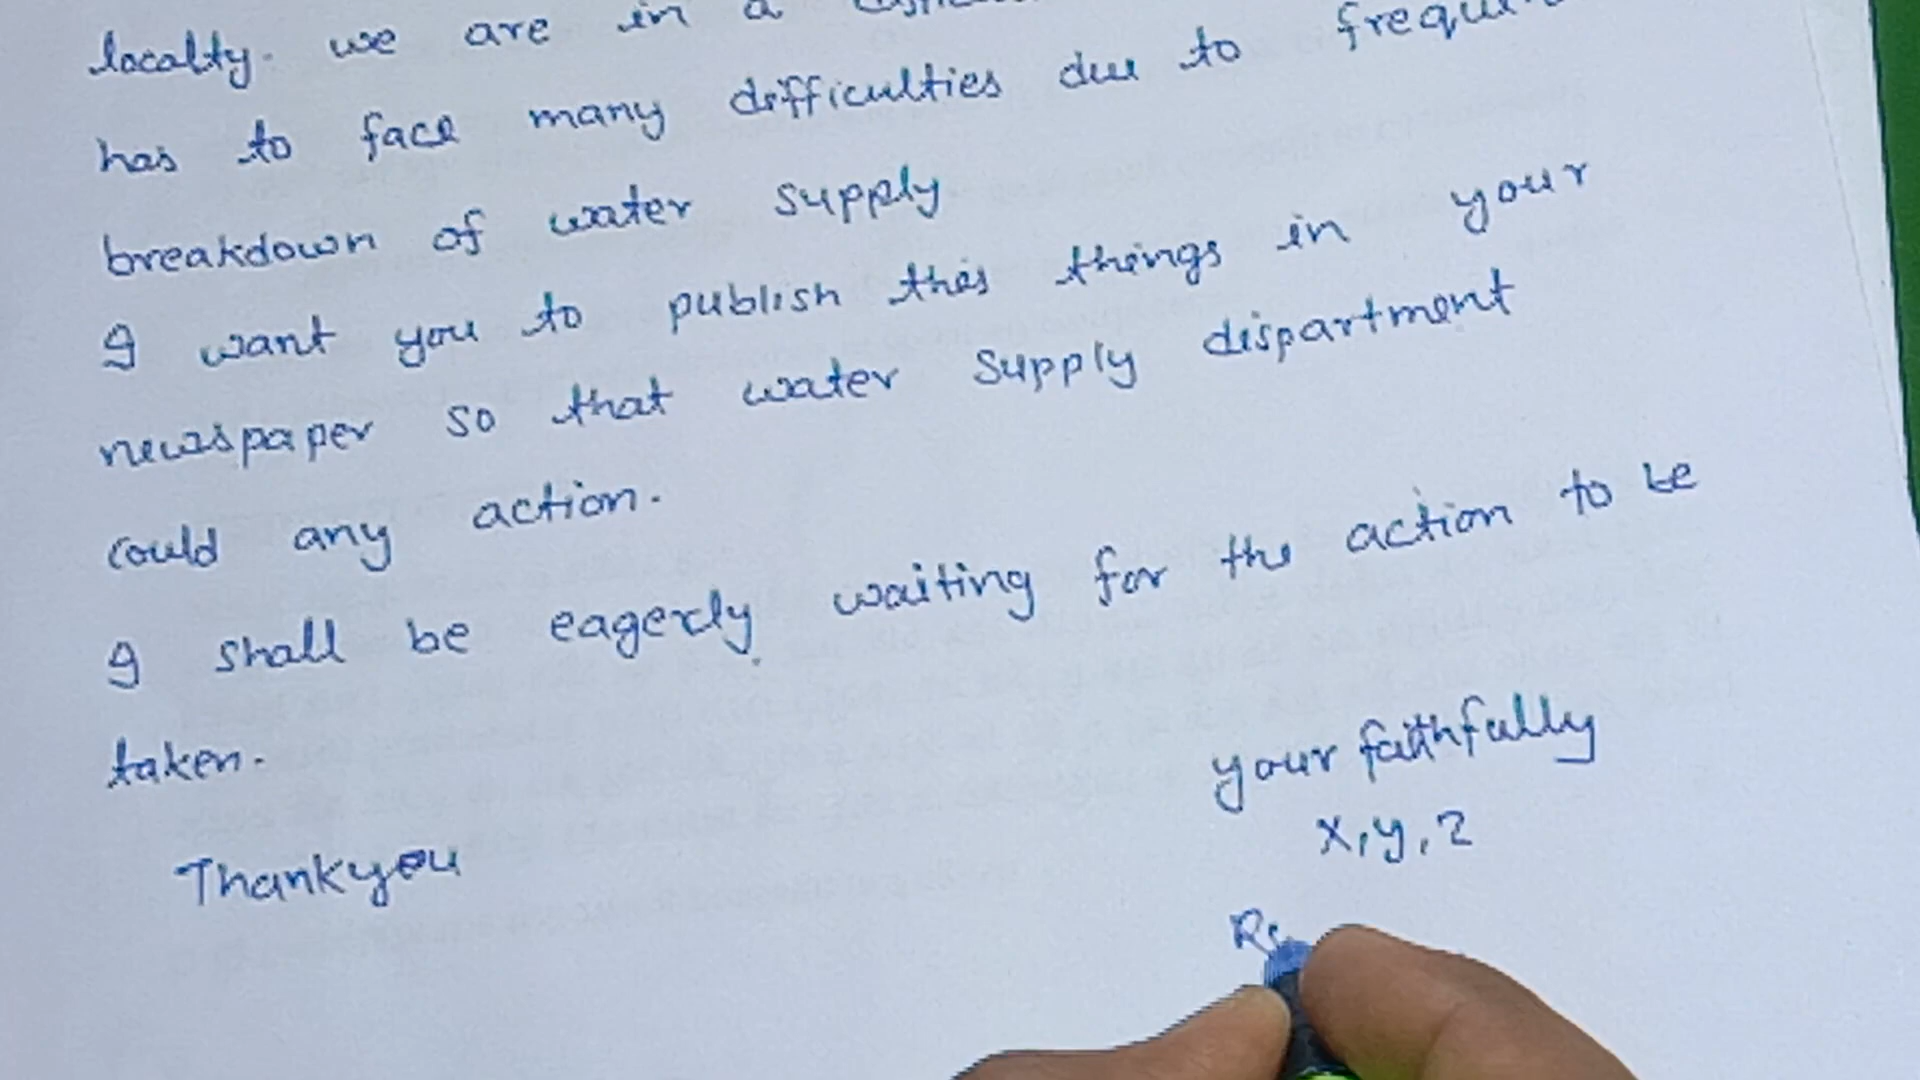 locality. we are in a
has to face many difficulties due to
breakdown of water supply
I want you to publish this things in your
newspaper so that water supply dispartment
could any action.
I shall be eagerly waiting for the action to be
taken.
your faithfully
x, y, z
Thankyou